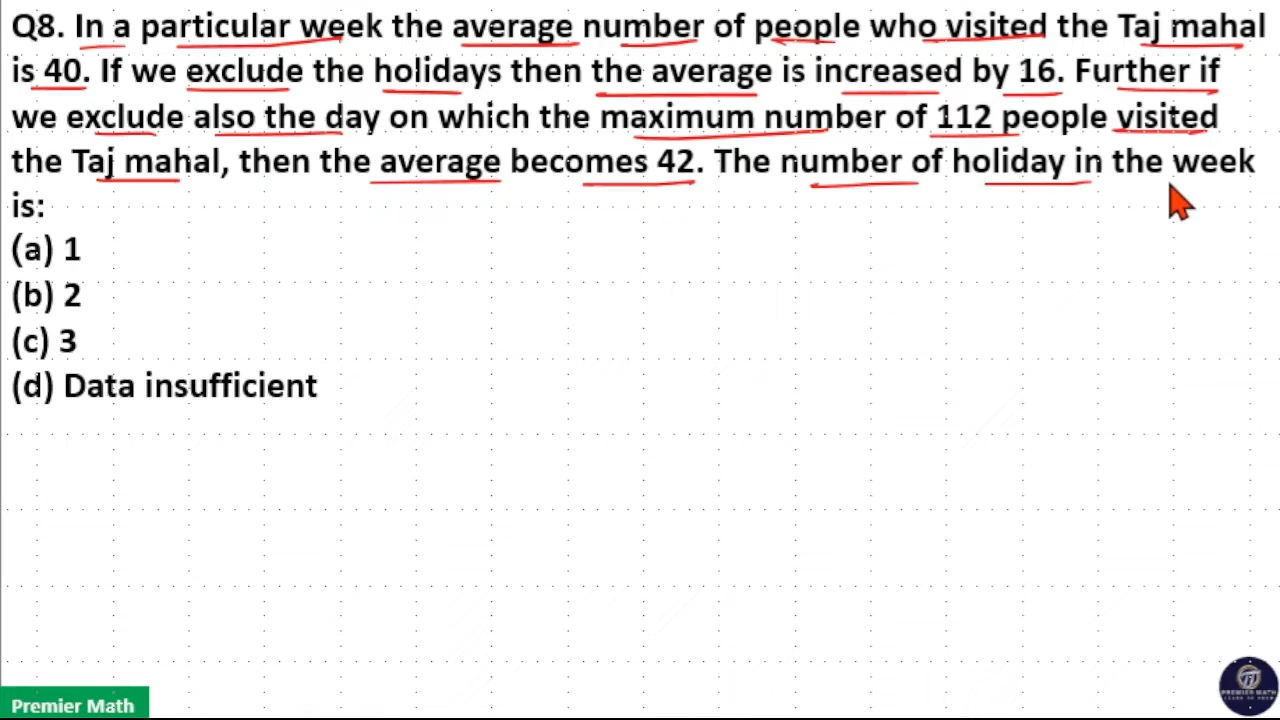 Q8. In a particular week the average number of people who visited the Taj mahal
is 40. If we exclude the holidays then the average is increased by 16. Further if
we exclude also the day on which the maximum number of 112 people visited
the Taj mahal, then the average becomes 42. The number of holiday in the week
is:
(a) 1
(b) 2
(c) 3
(d) Data insufficient
Premier Math
PREMIER MATH